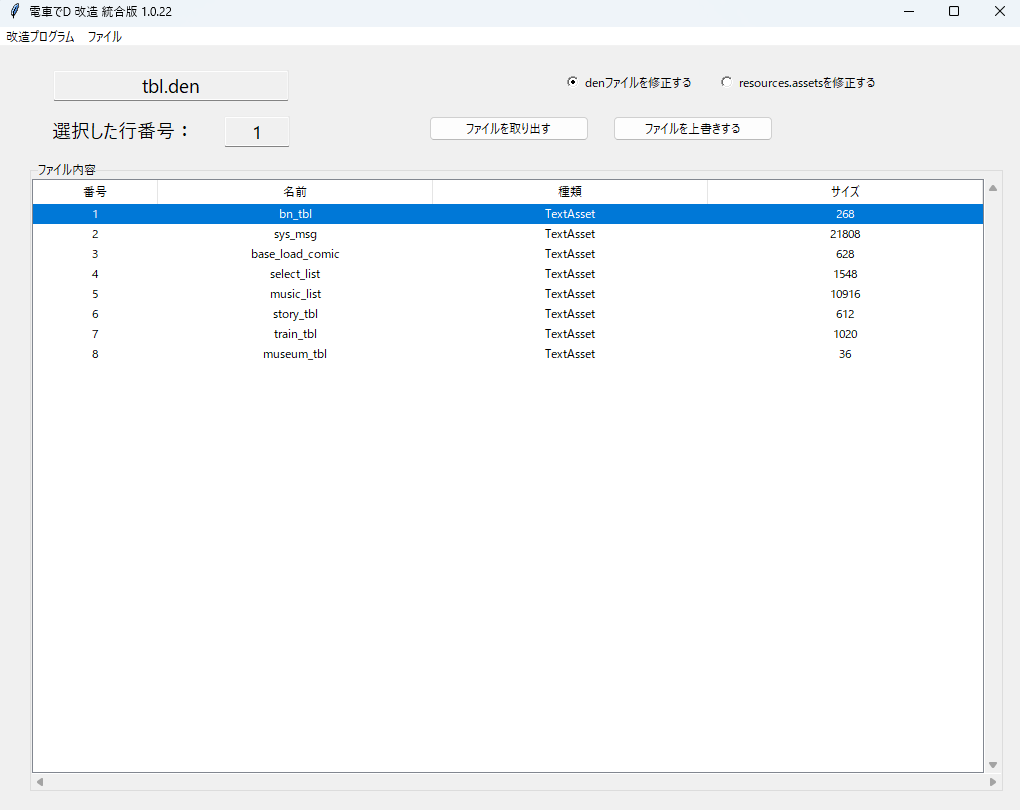 電車でD 改造 統合版 1.0.22
改造プログラム ファイル
tbl.den
denファイルを修正する resources.assetsを修正する
選択した行番号： 1 ファイルを取り出す ファイルを上書きする
ファイル内容
番号 名前 種類 サイズ
1 bn_tbl TextAsset 268
2 sys_msg TextAsset 21808
3 base_load_comic TextAsset 628
4 select_list TextAsset 1548
5 music_list TextAsset 10916
6 story_tbl TextAsset 612
7 train_tbl TextAsset 1020
8 museum_tbl TextAsset 36